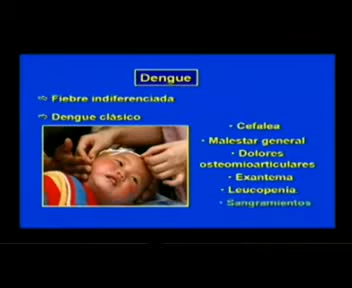 Dengue
Fiebre indiferenciada
Dengue clásico
• Cefalea
• Malestar general
• Dolores
osteomioarticulares
• Exantema
• Leucopenia
• Sangramientos